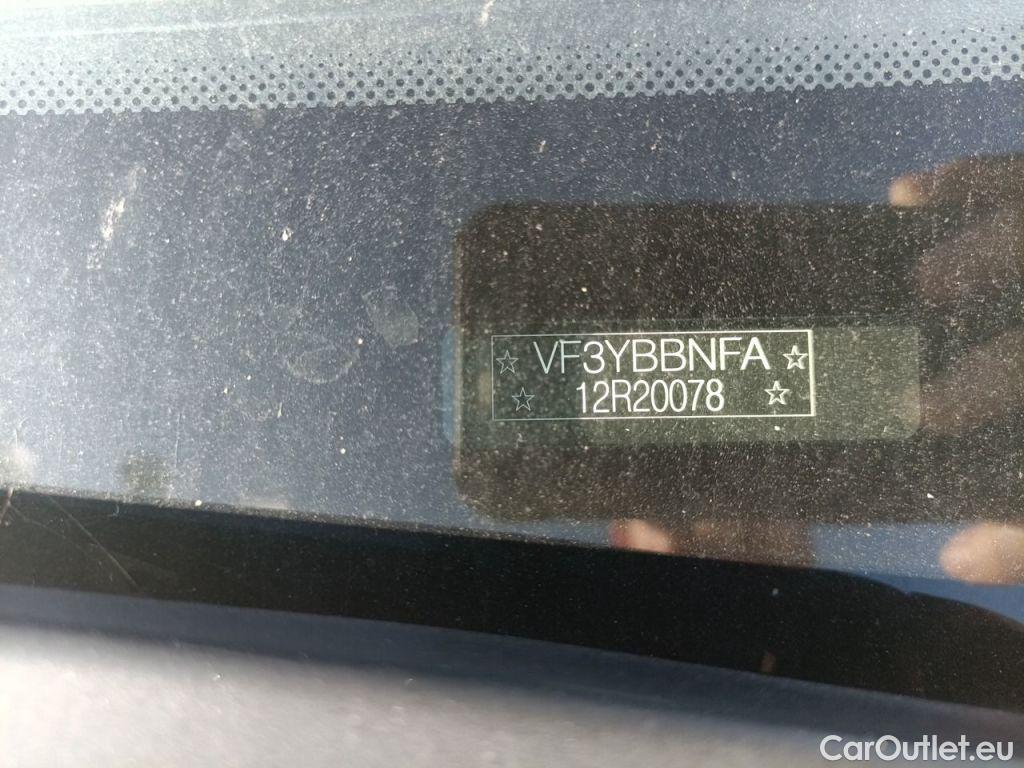 ☆ VF3YBBNFA ☆
☆ 12R20078 ☆
CarOutlet.eu